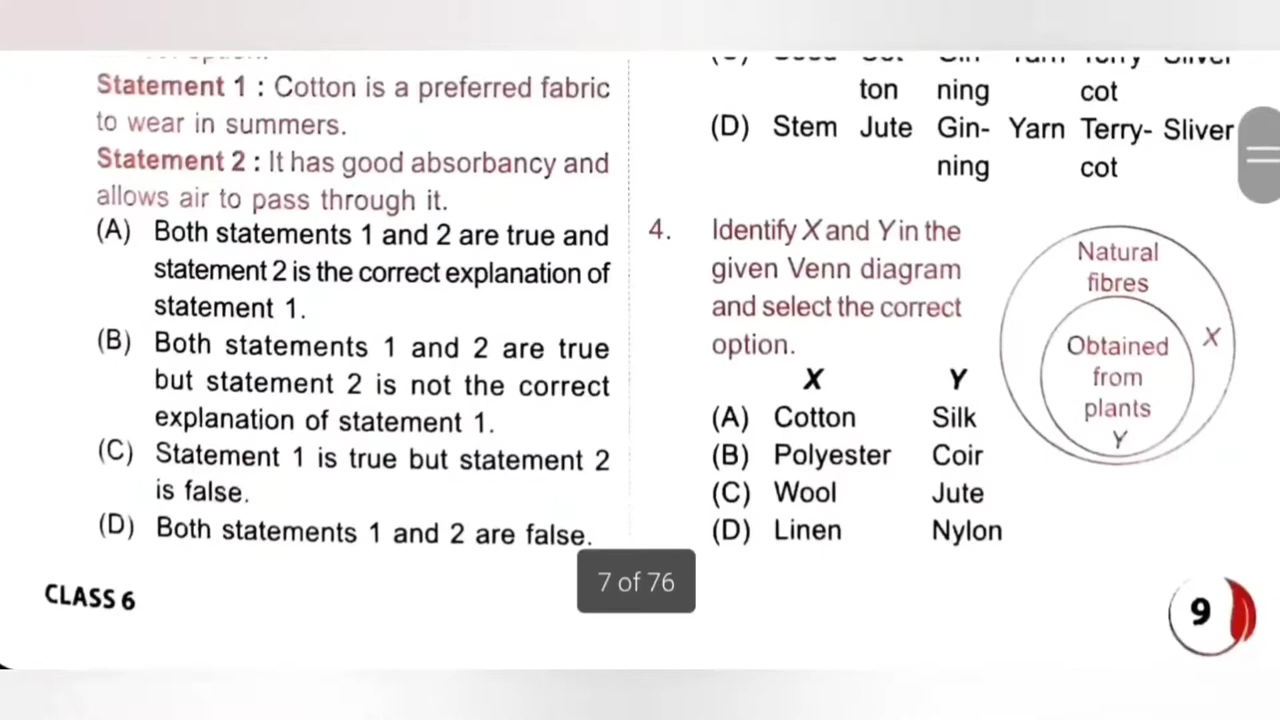 Statement 1 : Cotton is a preferred fabric
to wear in summers.
Statement 2 : It has good absorbancy and
allows air to pass through it.
(A) Both statements 1 and 2 are true and
statement 2 is the correct explanation of
statement 1.
(B) Both statements 1 and 2 are true
but statement 2 is not the correct
explanation of statement 1.
(C) Statement 1 is true but statement 2
is false.
(D) Both statements 1 and 2 are false.
ton ning cot
(D) Stem Jute Gin- Yarn Terry- Sliver
ning cot
4. Identify X and Y in the
given Venn diagram
and select the correct
option.
X Y
(A) Cotton Silk
(B) Polyester Coir
(C) Wool Jute
(D) Linen Nylon
Natural
fibres
X
Obtained
from
plants
Y
7 of 76
CLASS 6
9